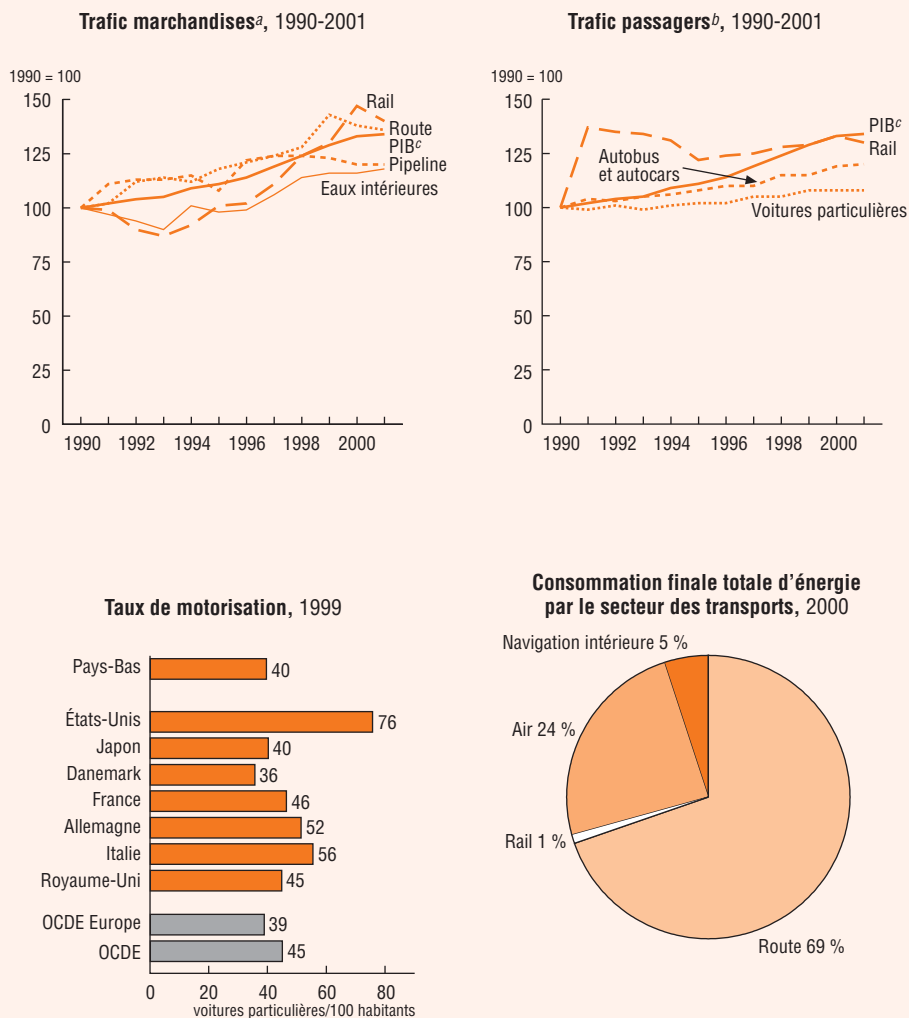 Trafic marchandisesa, 1990-2001
1990 = 100
150
125
100
75
50
25
0
1990 1992 1994 1996 1998 2000
Rail
Route
PIBc
Pipeline
Eaux intérieures
Trafic passagersb, 1990-2001
1990 = 100
150
125
100
75
50
25
0
1990 1992 1994 1996 1998 2000
PIBc
Rail
Autobus
et autocars
Voitures particulières
Taux de motorisation, 1999
Pays-Bas 40
États-Unis 76
Japon 40
Danemark 36
France 46
Allemagne 52
Italie 56
Royaume-Uni 45
OCDE Europe 39
OCDE 45
0 20 40 60 80
voitures particulières/100 habitants
Consommation finale totale d’énergie
par le secteur des transports, 2000
Navigation intérieure 5 %
Air 24 %
Rail 1 %
Route 69 %